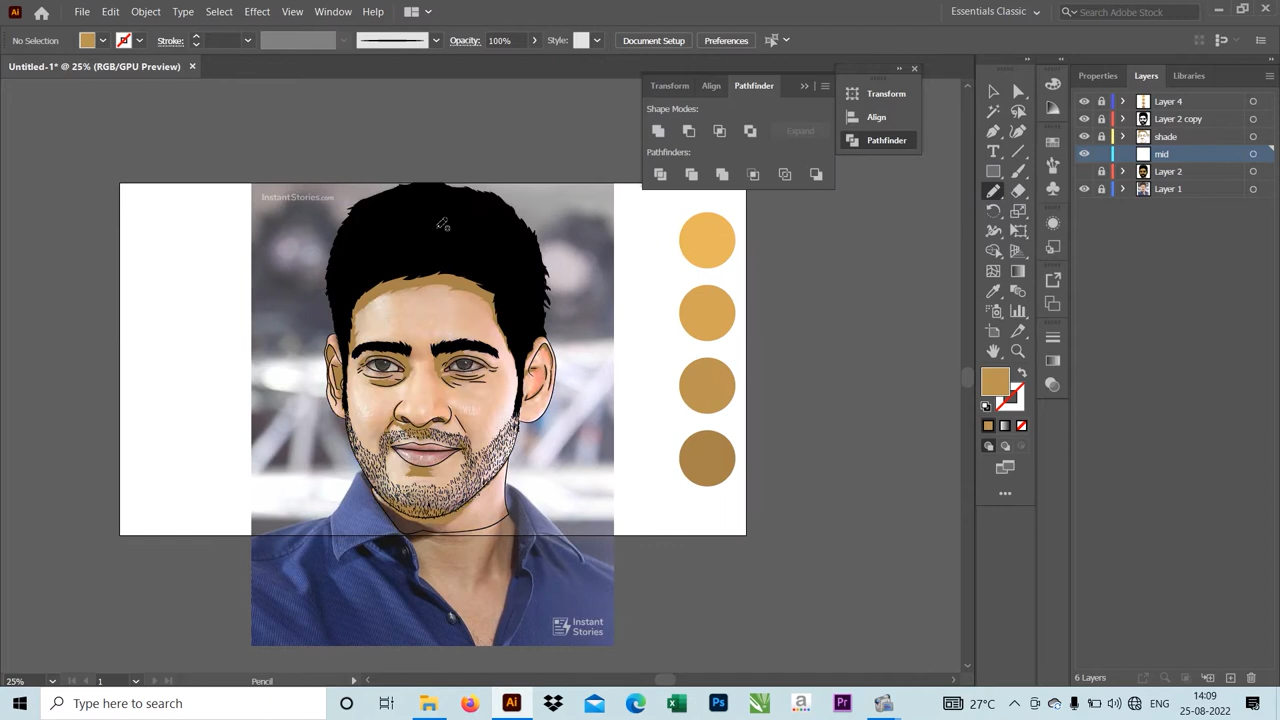 Ai File Edit Object Type Select Effect View Window Help Essentials Classic Search Adobe Stock
No Selection Stroke: Opacity: 100% Style: Document Setup Preferences
Untitled-1* @ 25% (RGB/GPU Preview)
Transform Align Pathfinder
Shape Modes:
Expand
Pathfinders:
Transform
Align
Pathfinder
Properties Layers Libraries
Layer 4
Layer 2 copy
shade
mid
Layer 2
Layer 1
InstantStories.com
Instant
Stories
6 Layers
25% 1 Pencil
Type here to search
27°C ENG
14:09
25-08-2022